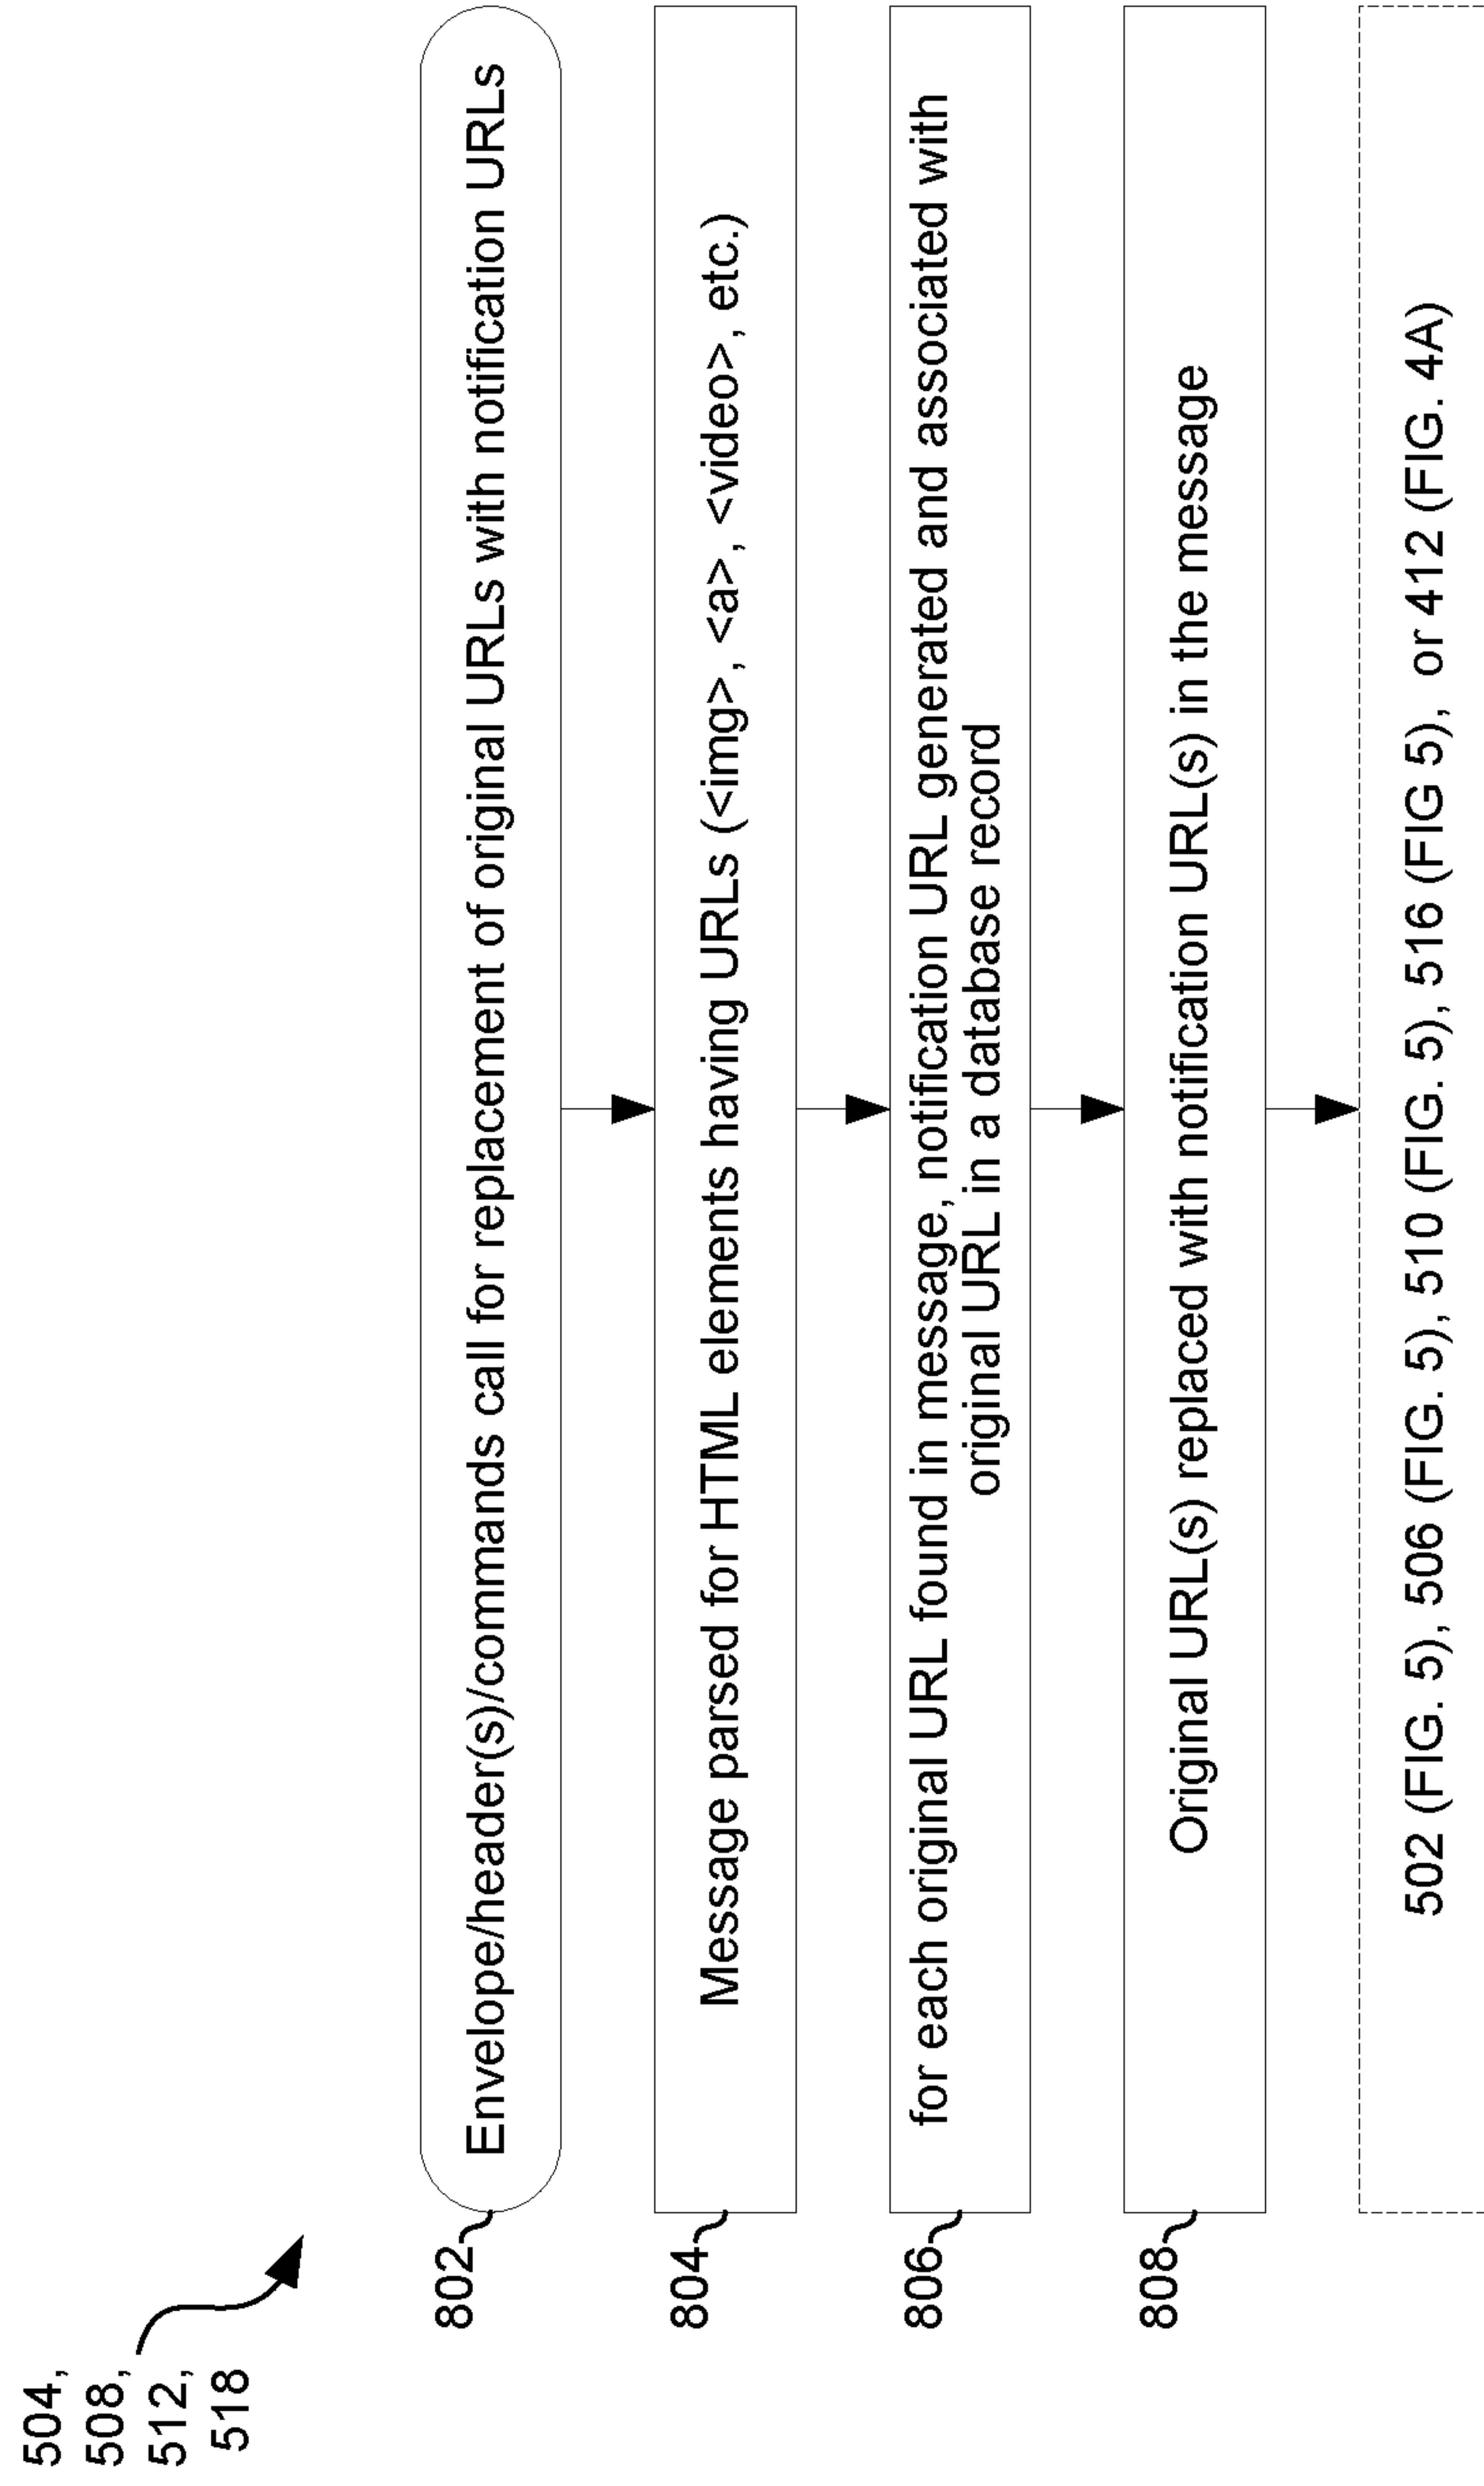 504,
508,
512,
518
802
Envelope/header(s)/commands call for replacement of original URLs with notification URLs
804
Message parsed for HTML elements having URLs (<img>, <a>, <video>, etc.)
806
for each original URL found in message, notification URL generated and associated with
original URL in a database record
808
Original URL(s) replaced with notification URL(s) in the message
502 (FIG. 5), 506 (FIG. 5), 510 (FIG. 5), 516 (FIG 5), or 412 (FIG. 4A)